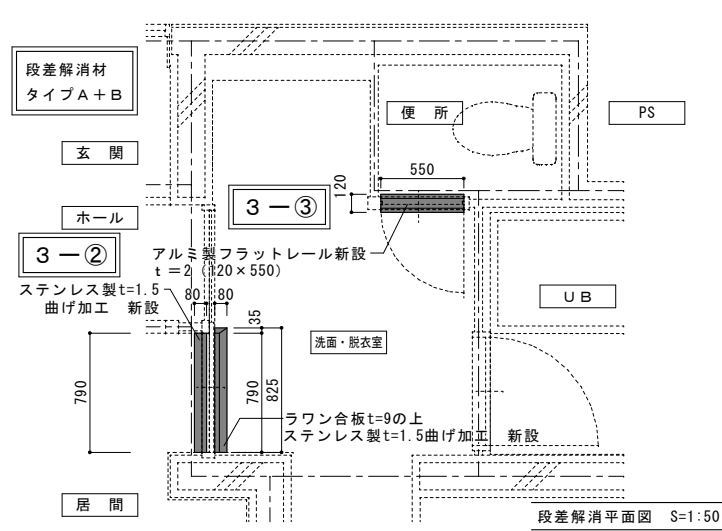 段差解消材
タイプA+B
玄 関
ホール
3-②
3-③
便 所
PS
550
120
アルミ製フラットレール新設
t=2(120×550)
ステンレス製t=1.5
曲げ加工 新設
80
80
35
790
790
825
洗面・脱衣室
UB
ラワン合板t=9の上
ステンレス製t=1.5曲げ加工 新設
居 間
段差解消平面図 S=1:50